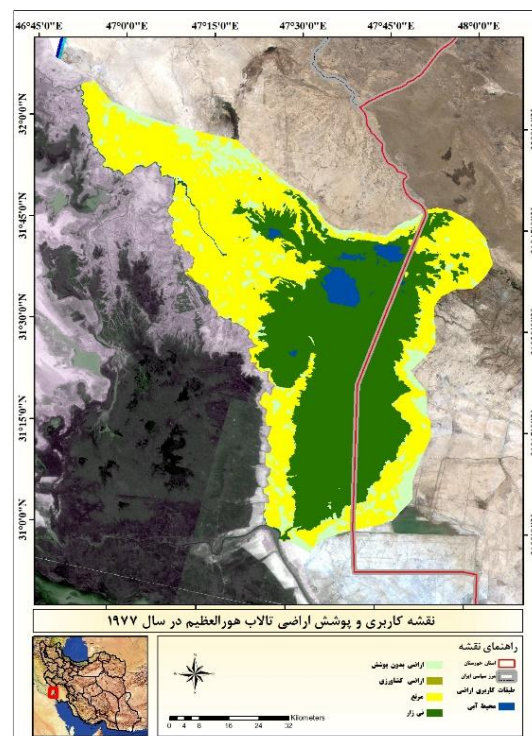 46°45'0"E 47°0'0"E 47°15'0"E 47°30'0"E 47°45'0"E 48°0'0"E
32°0'0"N
31°45'0"N
31°30'0"N
31°15'0"N
31°0'0"N
نقشه کاربری و پوشش اراضی تالاب هورالعظیم در سال ۱۹۷۷
راهنمای نقشه
استان خوزستان
مرز سیاسی ایران
طبقات کاربری اراضی
محیط آبی
اراضی بدون پوشش
اراضی کشاورزی
مرتع
نی زار
0 4 8 16 24 32
Kilometers